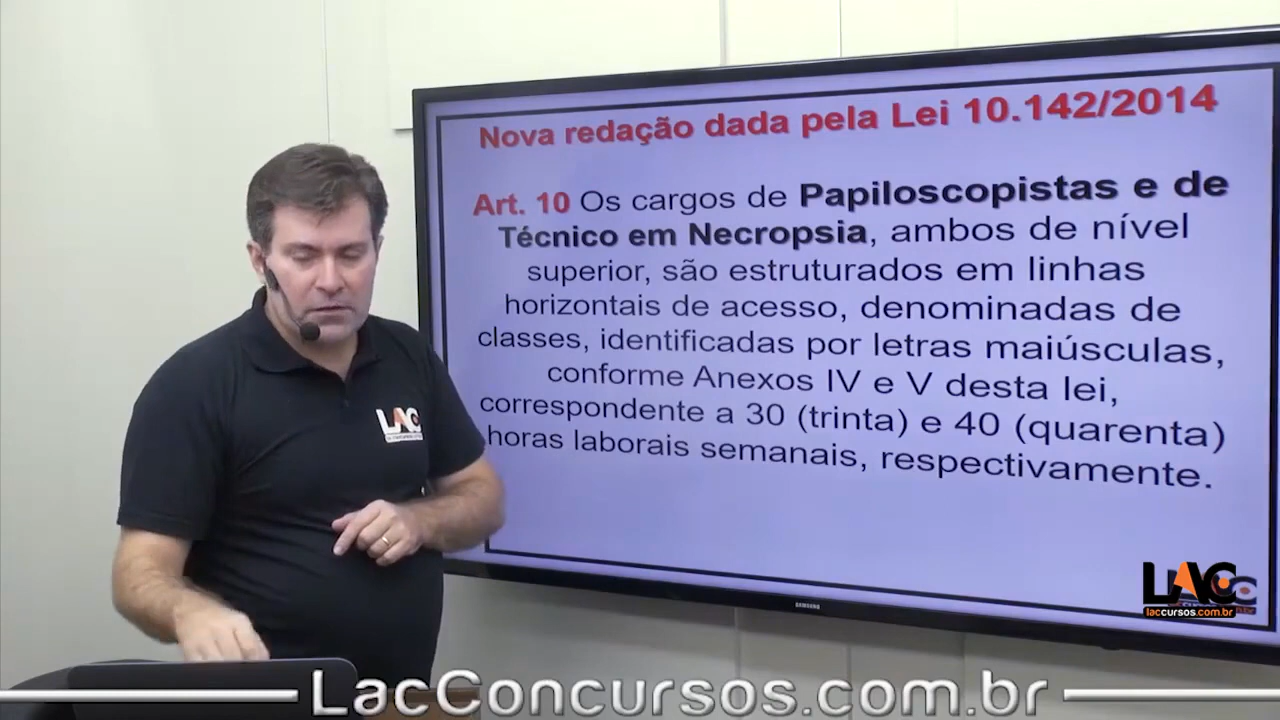 Nova redação dada pela Lei 10.142/2014
Art. 10 Os cargos de Papiloscopistas e de
Técnico em Necropsia, ambos de nível
superior, são estruturados em linhas
horizontais de acesso, denominadas de
classes, identificadas por letras maiúsculas,
conforme Anexos IV e V desta lei,
correspondente a 30 (trinta) e 40 (quarenta)
horas laborais semanais, respectivamente.
LAC
LAC
laccursos.com.br
SAMSUNG
LacConcursos.com.br